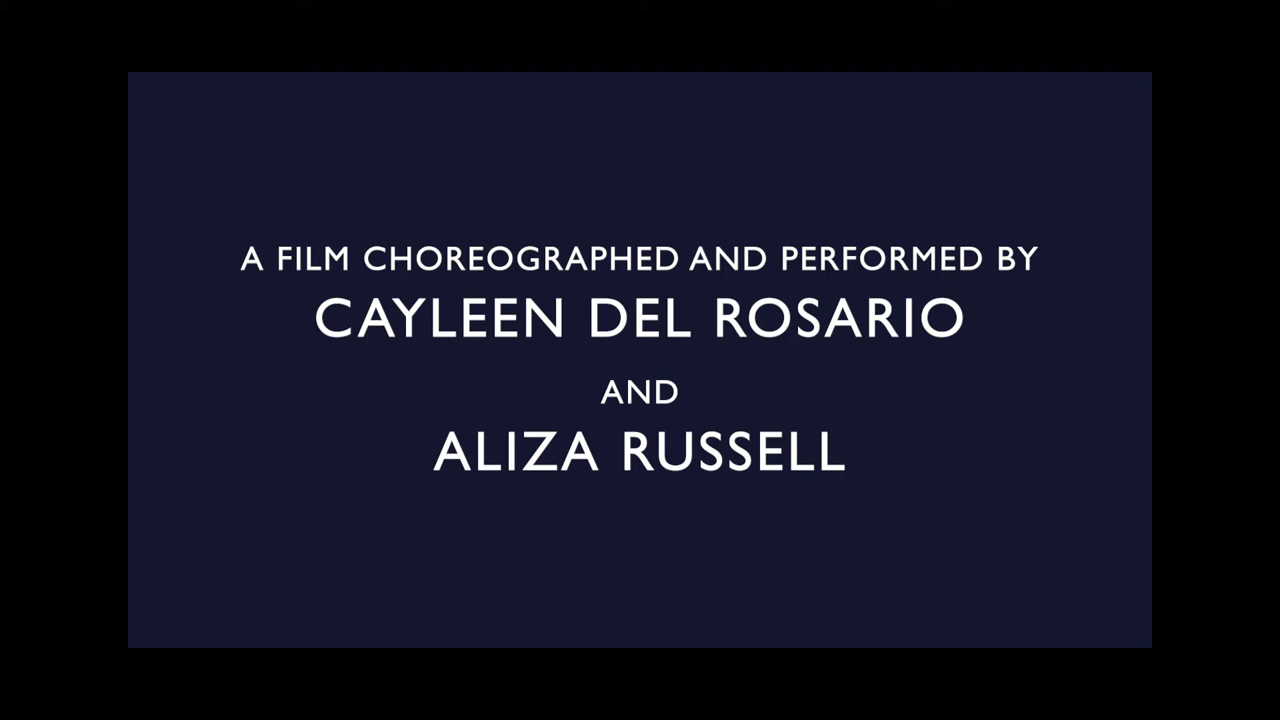 A FILM CHOREOGRAPHED AND PERFORMED BY
CAYLEEN DEL ROSARIO
AND
ALIZA RUSSELL